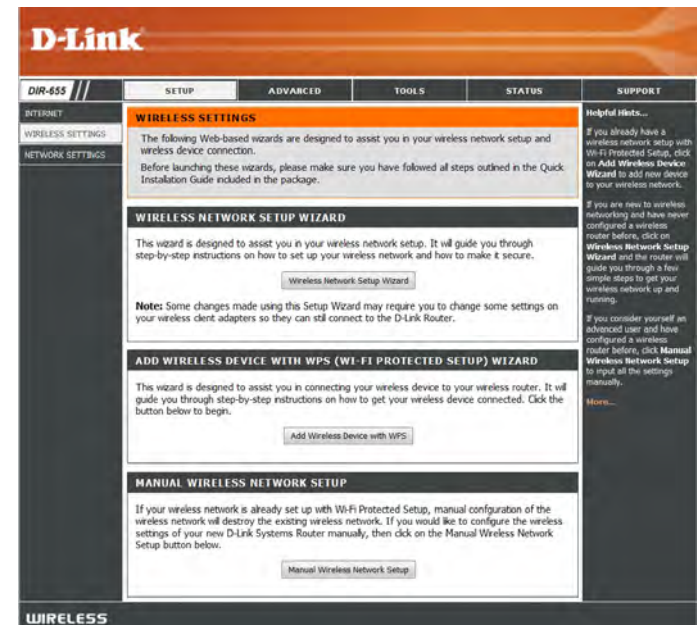 D-Link
DIR-655
SETUP
ADVANCED
TOOLS
STATUS
SUPPORT
INTERNET
WIRELESS SETTINGS
NETWORK SETTINGS
WIRELESS SETTINGS
The following Web-based wizards are designed to assist you in your wireless network setup and
wireless device connection.
Before launching these wizards, please make sure you have followed all steps outlined in the Quick
Installation Guide included in the package.
WIRELESS NETWORK SETUP WIZARD
This wizard is designed to assist you in your wireless network setup. It will guide you through
step-by-step instructions on how to set up your wireless network and how to make it secure.
Wireless Network Setup Wizard
Note: Some changes made using this Setup Wizard may require you to change some settings on
your wireless client adapters so they can still connect to the D-Link Router.
ADD WIRELESS DEVICE WITH WPS (WI-FI PROTECTED SETUP) WIZARD
This wizard is designed to assist you in connecting your wireless device to your wireless router. It will
guide you through step-by-step instructions on how to get your wireless device connected. Click the
button below to begin.
Add Wireless Device with WPS
MANUAL WIRELESS NETWORK SETUP
If your wireless network is already set up with Wi-Fi Protected Setup, manual configuration of the
wireless network will destroy the existing wireless network. If you would like to configure the wireless
settings of your new D-Link Systems Router manually, then click on the Manual Wireless Network
Setup button below.
Manual Wireless Network Setup
Helpful Hints...
If you already have a
wireless network setup with
Wi-Fi Protected Setup, click
on Add Wireless Device
Wizard to add new device
to your wireless network.
If you are new to wireless
networking and have never
configured a wireless
router before, click on
Wireless Network Setup
Wizard and the router will
guide you through a few
simple steps to get your
wireless network up and
running.
If you consider yourself an
advanced user and have
configured a wireless
router before, click Manual
Wireless Network Setup
to input all the settings
manually.
More...
WIRELESS